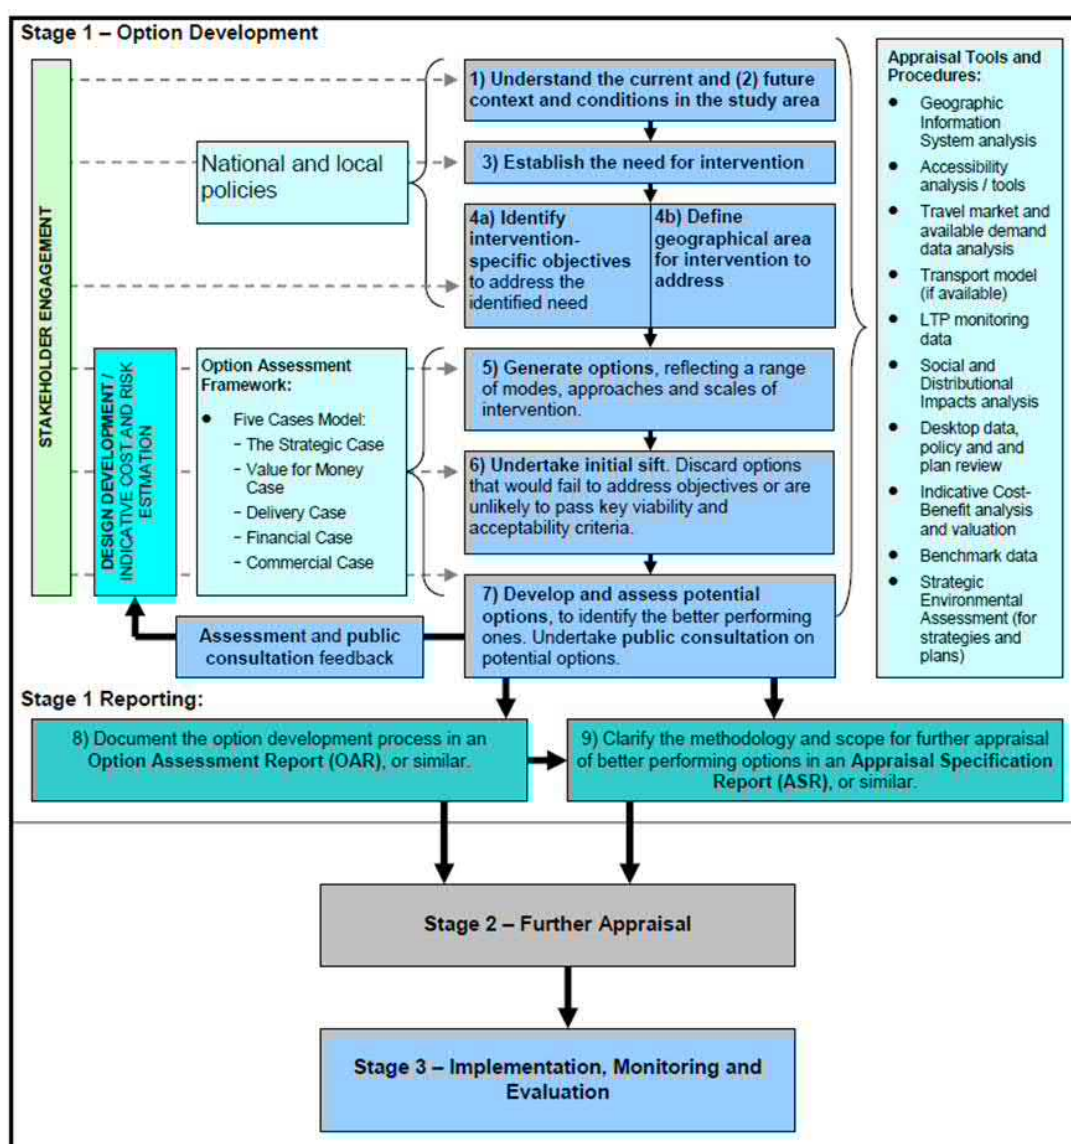 Stage 1 – Option Development
STAKEHOLDER ENGAGEMENT
National and local
policies
1) Understand the current and (2) future
context and conditions in the study area
3) Establish the need for intervention
4a) Identify
intervention-
specific objectives
to address the
identified need
4b) Define
geographical area
for intervention to
address
DESIGN DEVELOPMENT /
INDICATIVE COST AND RISK
ESTMATION
Option Assessment
Framework:
• Five Cases Model:
- The Strategic Case
- Value for Money
Case
- Delivery Case
- Financial Case
- Commercial Case
5) Generate options, reflecting a range
of modes, approaches and scales of
intervention.
6) Undertake initial sift. Discard options
that would fail to address objectives or are
unlikely to pass key viability and
acceptability criteria.
7) Develop and assess potential
options, to identify the better performing
ones. Undertake public consultation on
potential options.
Assessment and public
consultation feedback
Appraisal Tools and
Procedures:
• Geographic
Information
System analysis
• Accessibility
analysis / tools
• Travel market and
available demand
data analysis
• Transport model
(if available)
• LTP monitoring
data
• Social and
Distributional
Impacts analysis
• Desktop data,
policy and and
plan review
• Indicative Cost-
Benefit analysis
and valuation
• Benchmark data
• Strategic
Environmental
Assessment (for
strategies and
plans)
Stage 1 Reporting:
8) Document the option development process in an
Option Assessment Report (OAR), or similar.
9) Clarify the methodology and scope for further appraisal
of better performing options in an Appraisal Specification
Report (ASR), or similar.
Stage 2 – Further Appraisal
Stage 3 – Implementation, Monitoring and
Evaluation